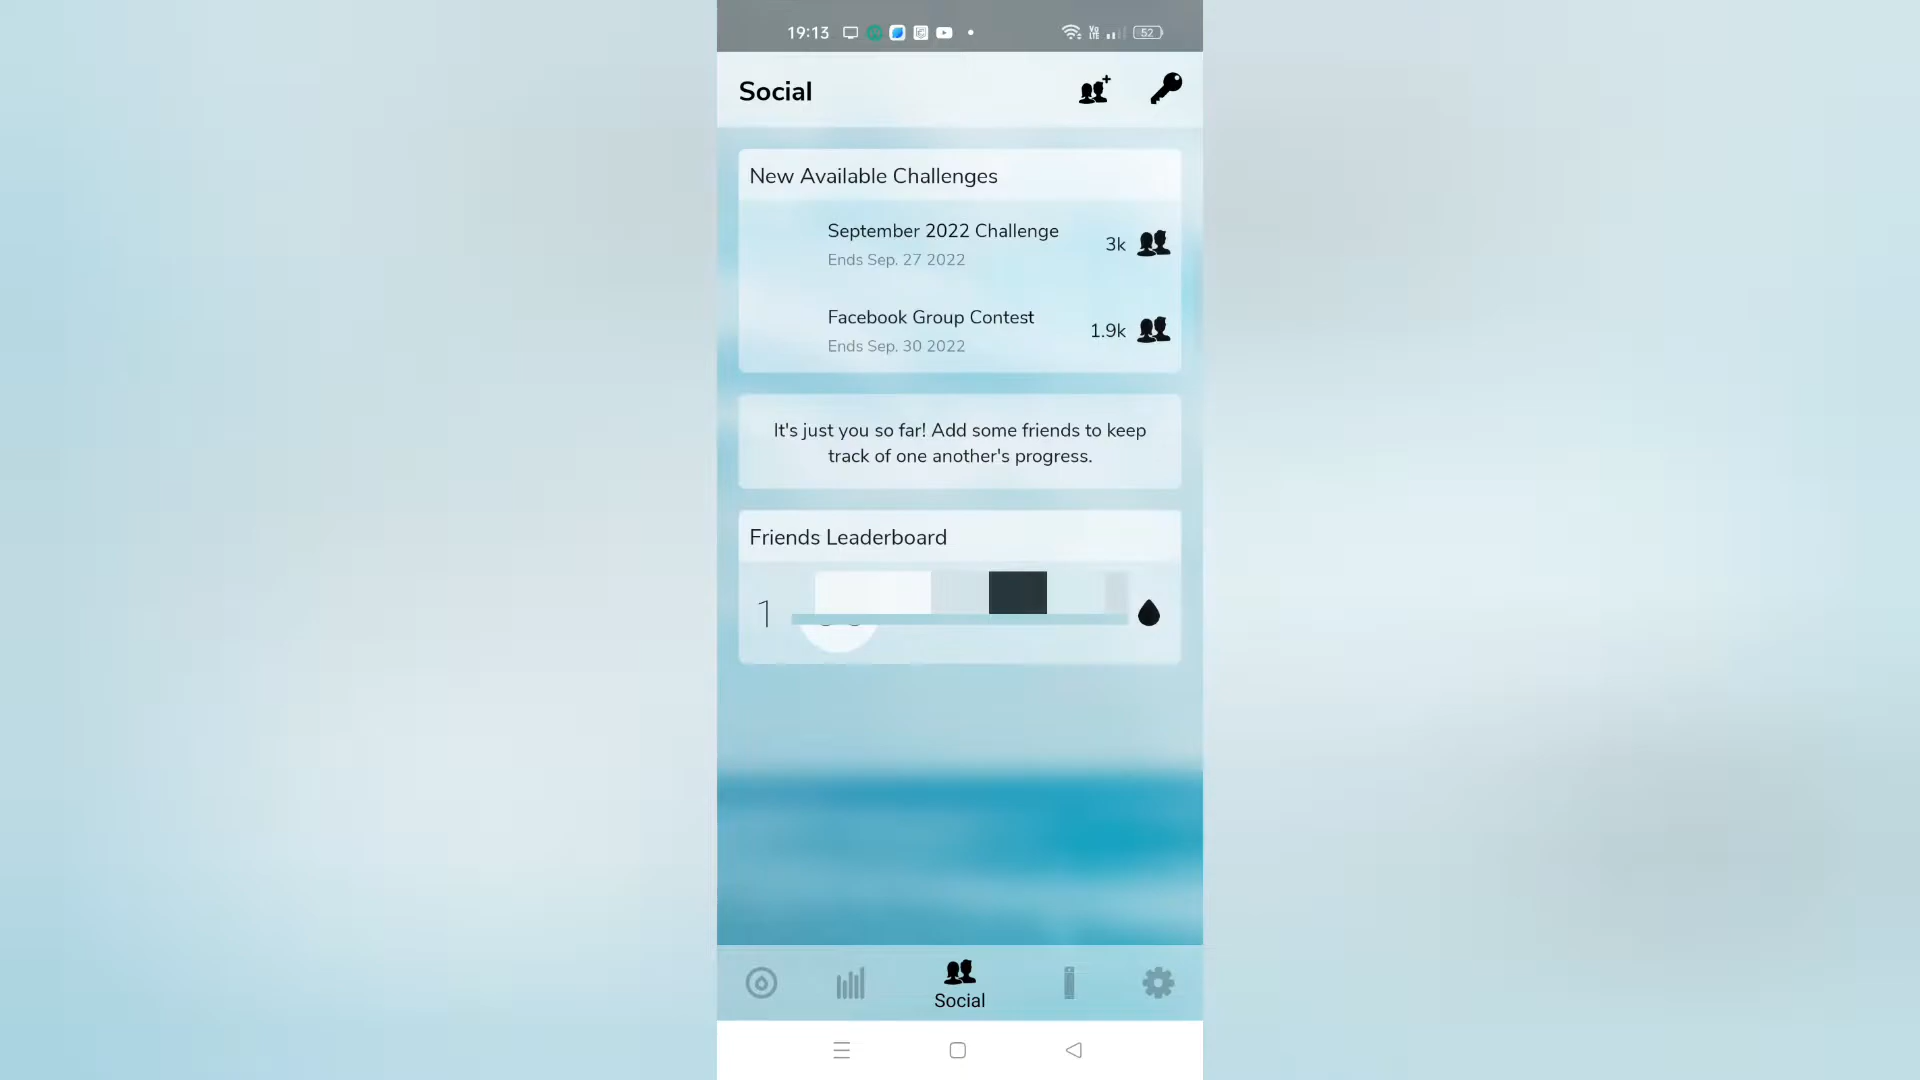 19:13
Vo
LTE
52
Social
New Available Challenges
September 2022 Challenge
3k
Ends Sep. 27 2022
Facebook Group Contest
1.9k
Ends Sep. 30 2022
It's just you so far! Add some friends to keep
track of one another's progress.
Friends Leaderboard
1
Social